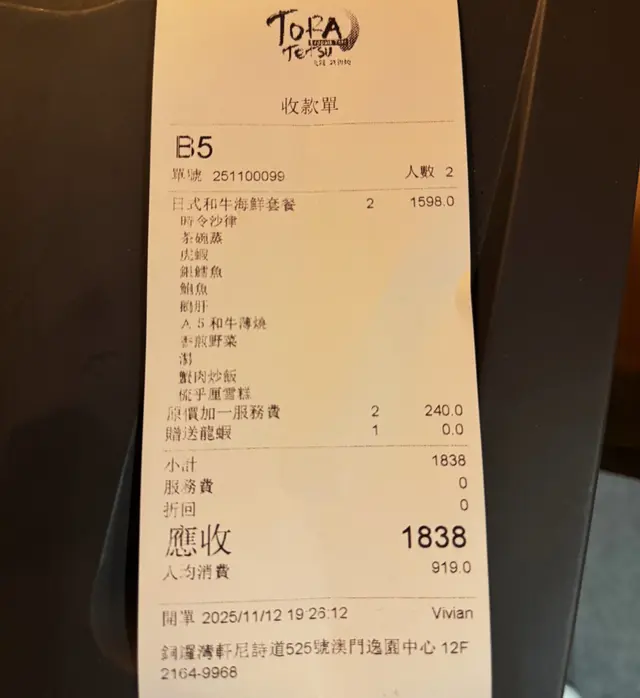 TORA
TETSU
收款單
B5
單號 251100099 人數 2
日式和牛海鮮套餐 2 1598.0
時令沙律
茶碗蒸
虎蝦
銀鱈魚
鮑魚
鵝肝
A 5 和牛薄燒
香煎野菜
湯
蟹肉炒飯
梳乎厘雪糕
原價加一服務費 2 240.0
贈送龍蝦 1 0.0
小計 1838
服務費 0
折回 0
應收 1838
人均消費 919.0
開單 2025/11/12 19:26:12 Vivian
銅鑼灣軒尼詩道525號澳門逸園中心 12F
2164-9968